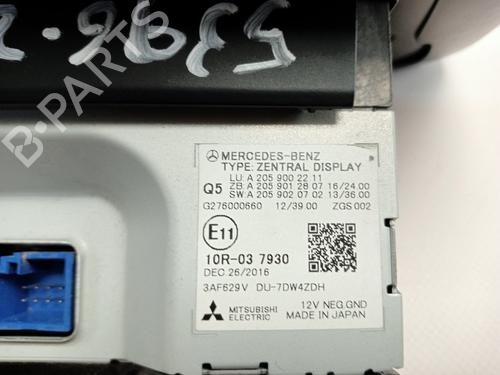 MERCEDES-BENZ
TYPE: ZENTRAL DISPLAY
LU: A 205 900 22 11
Q5 ZB: A 205 901 28 07 16/24.00
SW: A 205 902 07 02 13/36.00
G276000660 12/39.00 ZGS 002
E11
10R-03 7930
DEC.26/2016
3AF629V DU-7DW4ZDH
MITSUBISHI ELECTRIC
12V NEG.GND
MADE IN JAPAN